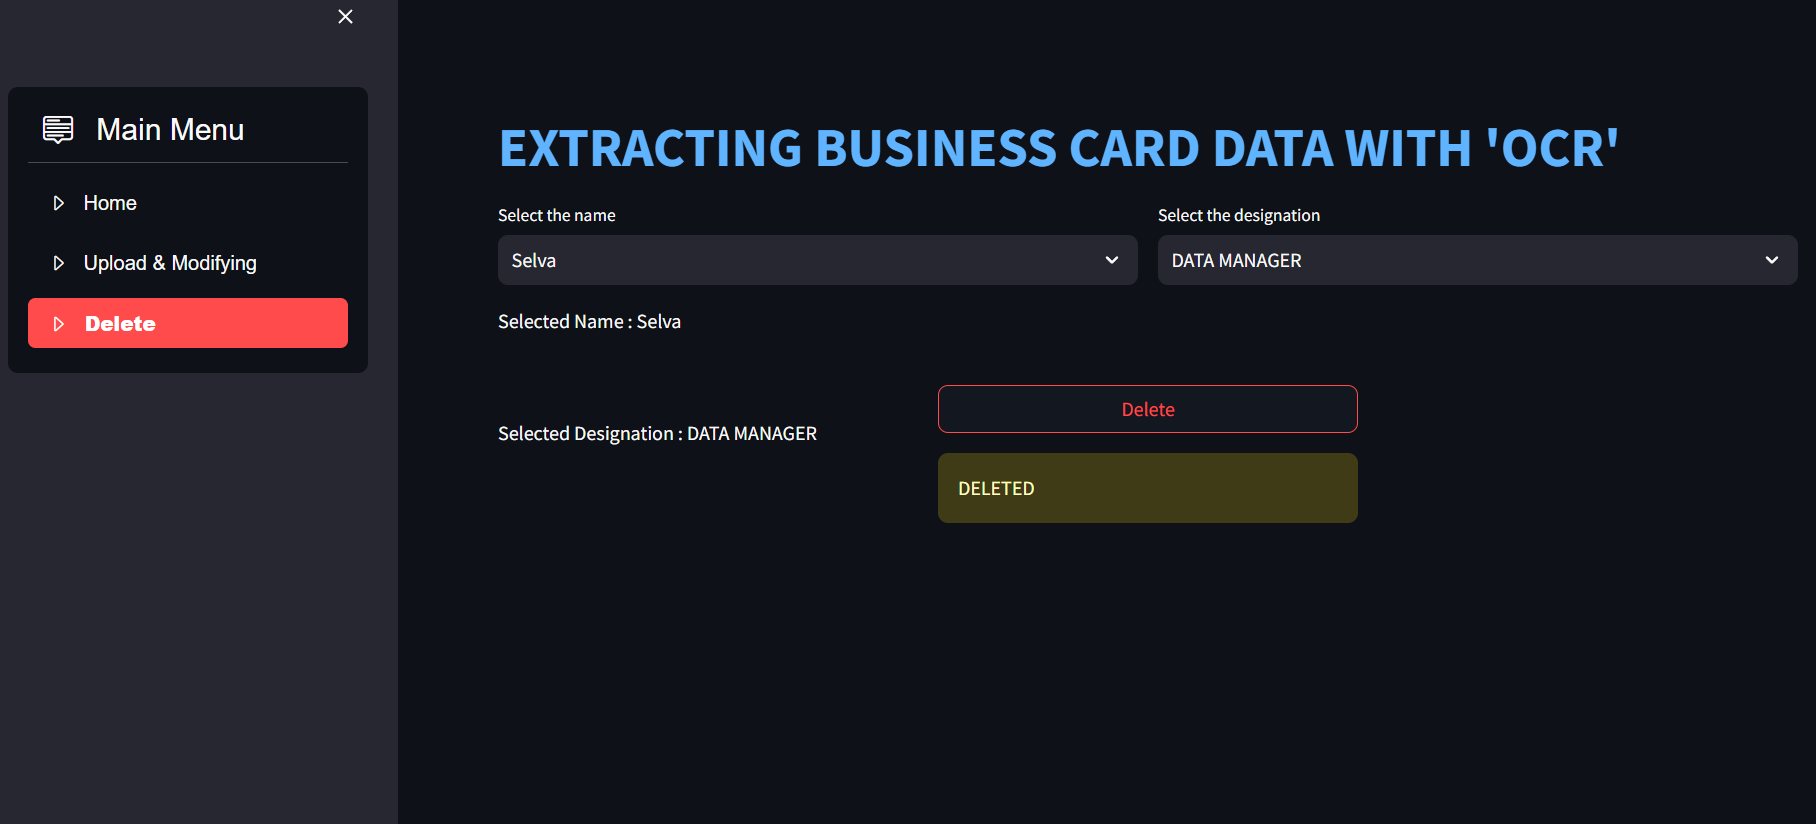 Main Menu
Home
Upload & Modifying
Delete
EXTRACTING BUSINESS CARD DATA WITH 'OCR'
Select the name
Selva
Select the designation
DATA MANAGER
Selected Name : Selva
Selected Designation : DATA MANAGER
Delete
DELETED